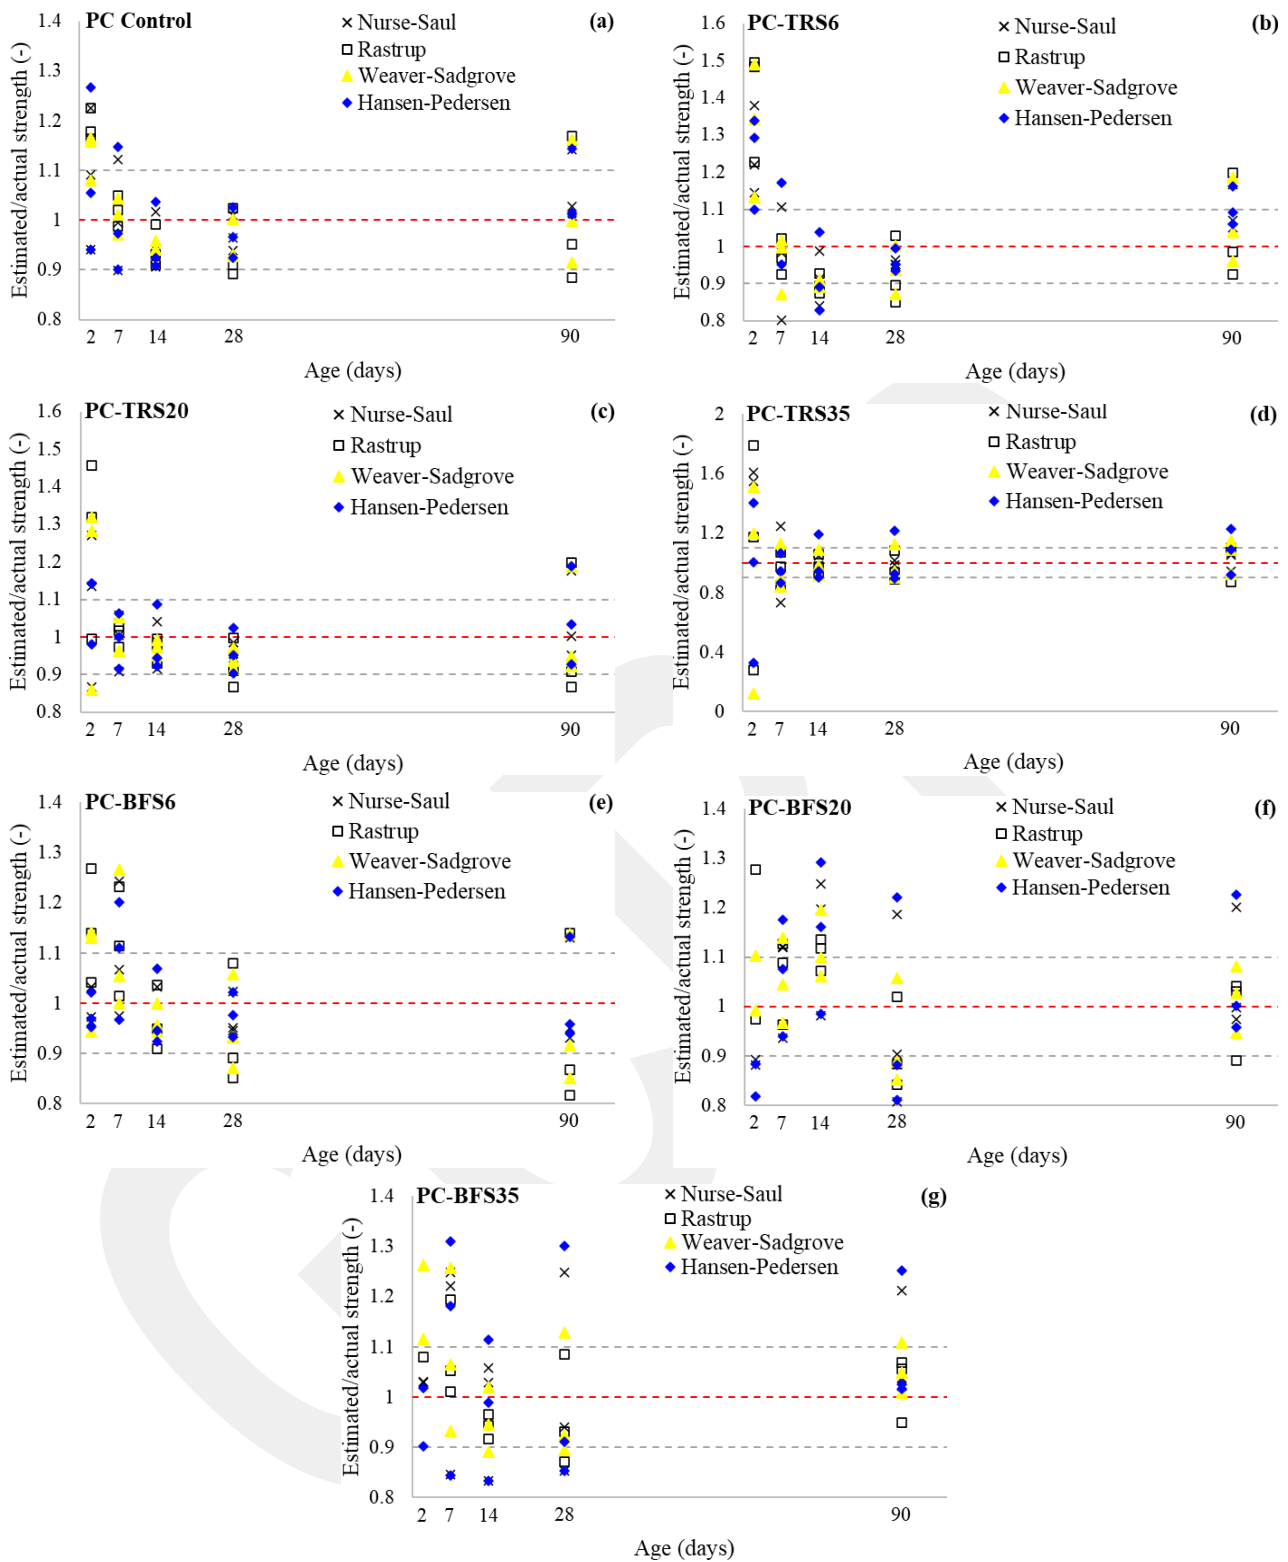 PC Control
(a)
Nurse-Saul
Rastrup
Weaver-Sadgrove
Hansen-Pedersen
Estimated/actual strength (-)
1.4
1.3
1.2
1.1
1
0.9
0.8
2 7 14 28 90
Age (days)
PC-TRS6
(b)
Nurse-Saul
Rastrup
Weaver-Sadgrove
Hansen-Pedersen
Estimated/actual strength (-)
1.6
1.5
1.4
1.3
1.2
1.1
1
0.9
0.8
2 7 14 28 90
Age (days)
PC-TRS20
(c)
Nurse-Saul
Rastrup
Weaver-Sadgrove
Hansen-Pedersen
Estimated/actual strength (-)
1.6
1.5
1.4
1.3
1.2
1.1
1
0.9
0.8
2 7 14 28 90
Age (days)
PC-TRS35
(d)
Nurse-Saul
Rastrup
Weaver-Sadgrove
Hansen-Pedersen
Estimated/actual strength (-)
2
1.6
1.2
0.8
0.4
0
2 7 14 28 90
Age (days)
PC-BFS6
(e)
Nurse-Saul
Rastrup
Weaver-Sadgrove
Hansen-Pedersen
Estimated/actual strength (-)
1.4
1.3
1.2
1.1
1
0.9
0.8
2 7 14 28 90
Age (days)
PC-BFS20
(f)
Nurse-Saul
Rastrup
Weaver-Sadgrove
Hansen-Pedersen
Estimated/actual strength (-)
1.4
1.3
1.2
1.1
1
0.9
0.8
2 7 14 28 90
Age (days)
PC-BFS35
(g)
Nurse-Saul
Rastrup
Weaver-Sadgrove
Hansen-Pedersen
Estimated/actual strength (-)
1.4
1.3
1.2
1.1
1
0.9
0.8
2 7 14 28 90
Age (days)